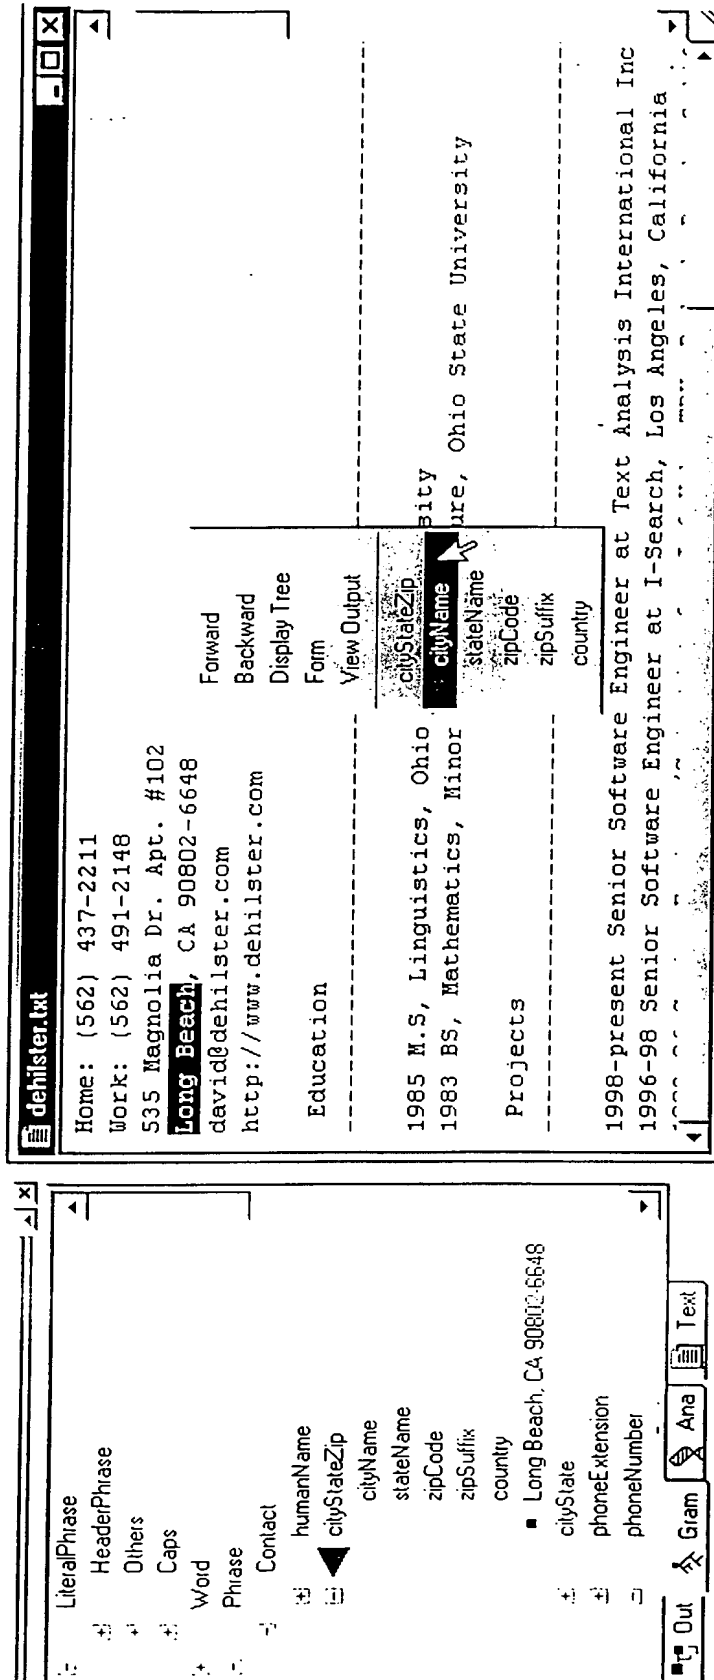 LiteralPhrase
HeaderPhrase
Others
Caps
Word
Phrase
Contact
humanName
cityStateZip
cityName
stateName
zipCode
zipSuffix
country
Long Beach, CA 90802-6648
cityState
phoneExtension
phoneNumber
Out
Gram
Ana
Text
dehilster.txt
Home: (562) 437-2211
Work: (562) 491-2148
535 Magnolia Dr. Apt. #102
Long Beach, CA 90802-6648
david@dehilster.com
http://www.dehilster.com
Education
1985 M.S, Linguistics, Ohio sity
1983 BS, Mathematics, Minor ure, Ohio State University
Projects
1998-present Senior Software Engineer at Text Analysis International Inc
1996-98 Senior Software Engineer at I-Search, Los Angeles, California
Forward
Backward
Display Tree
Form
View Output
cityStateZip
cityName
stateName
zipCode
zipSuffix
country